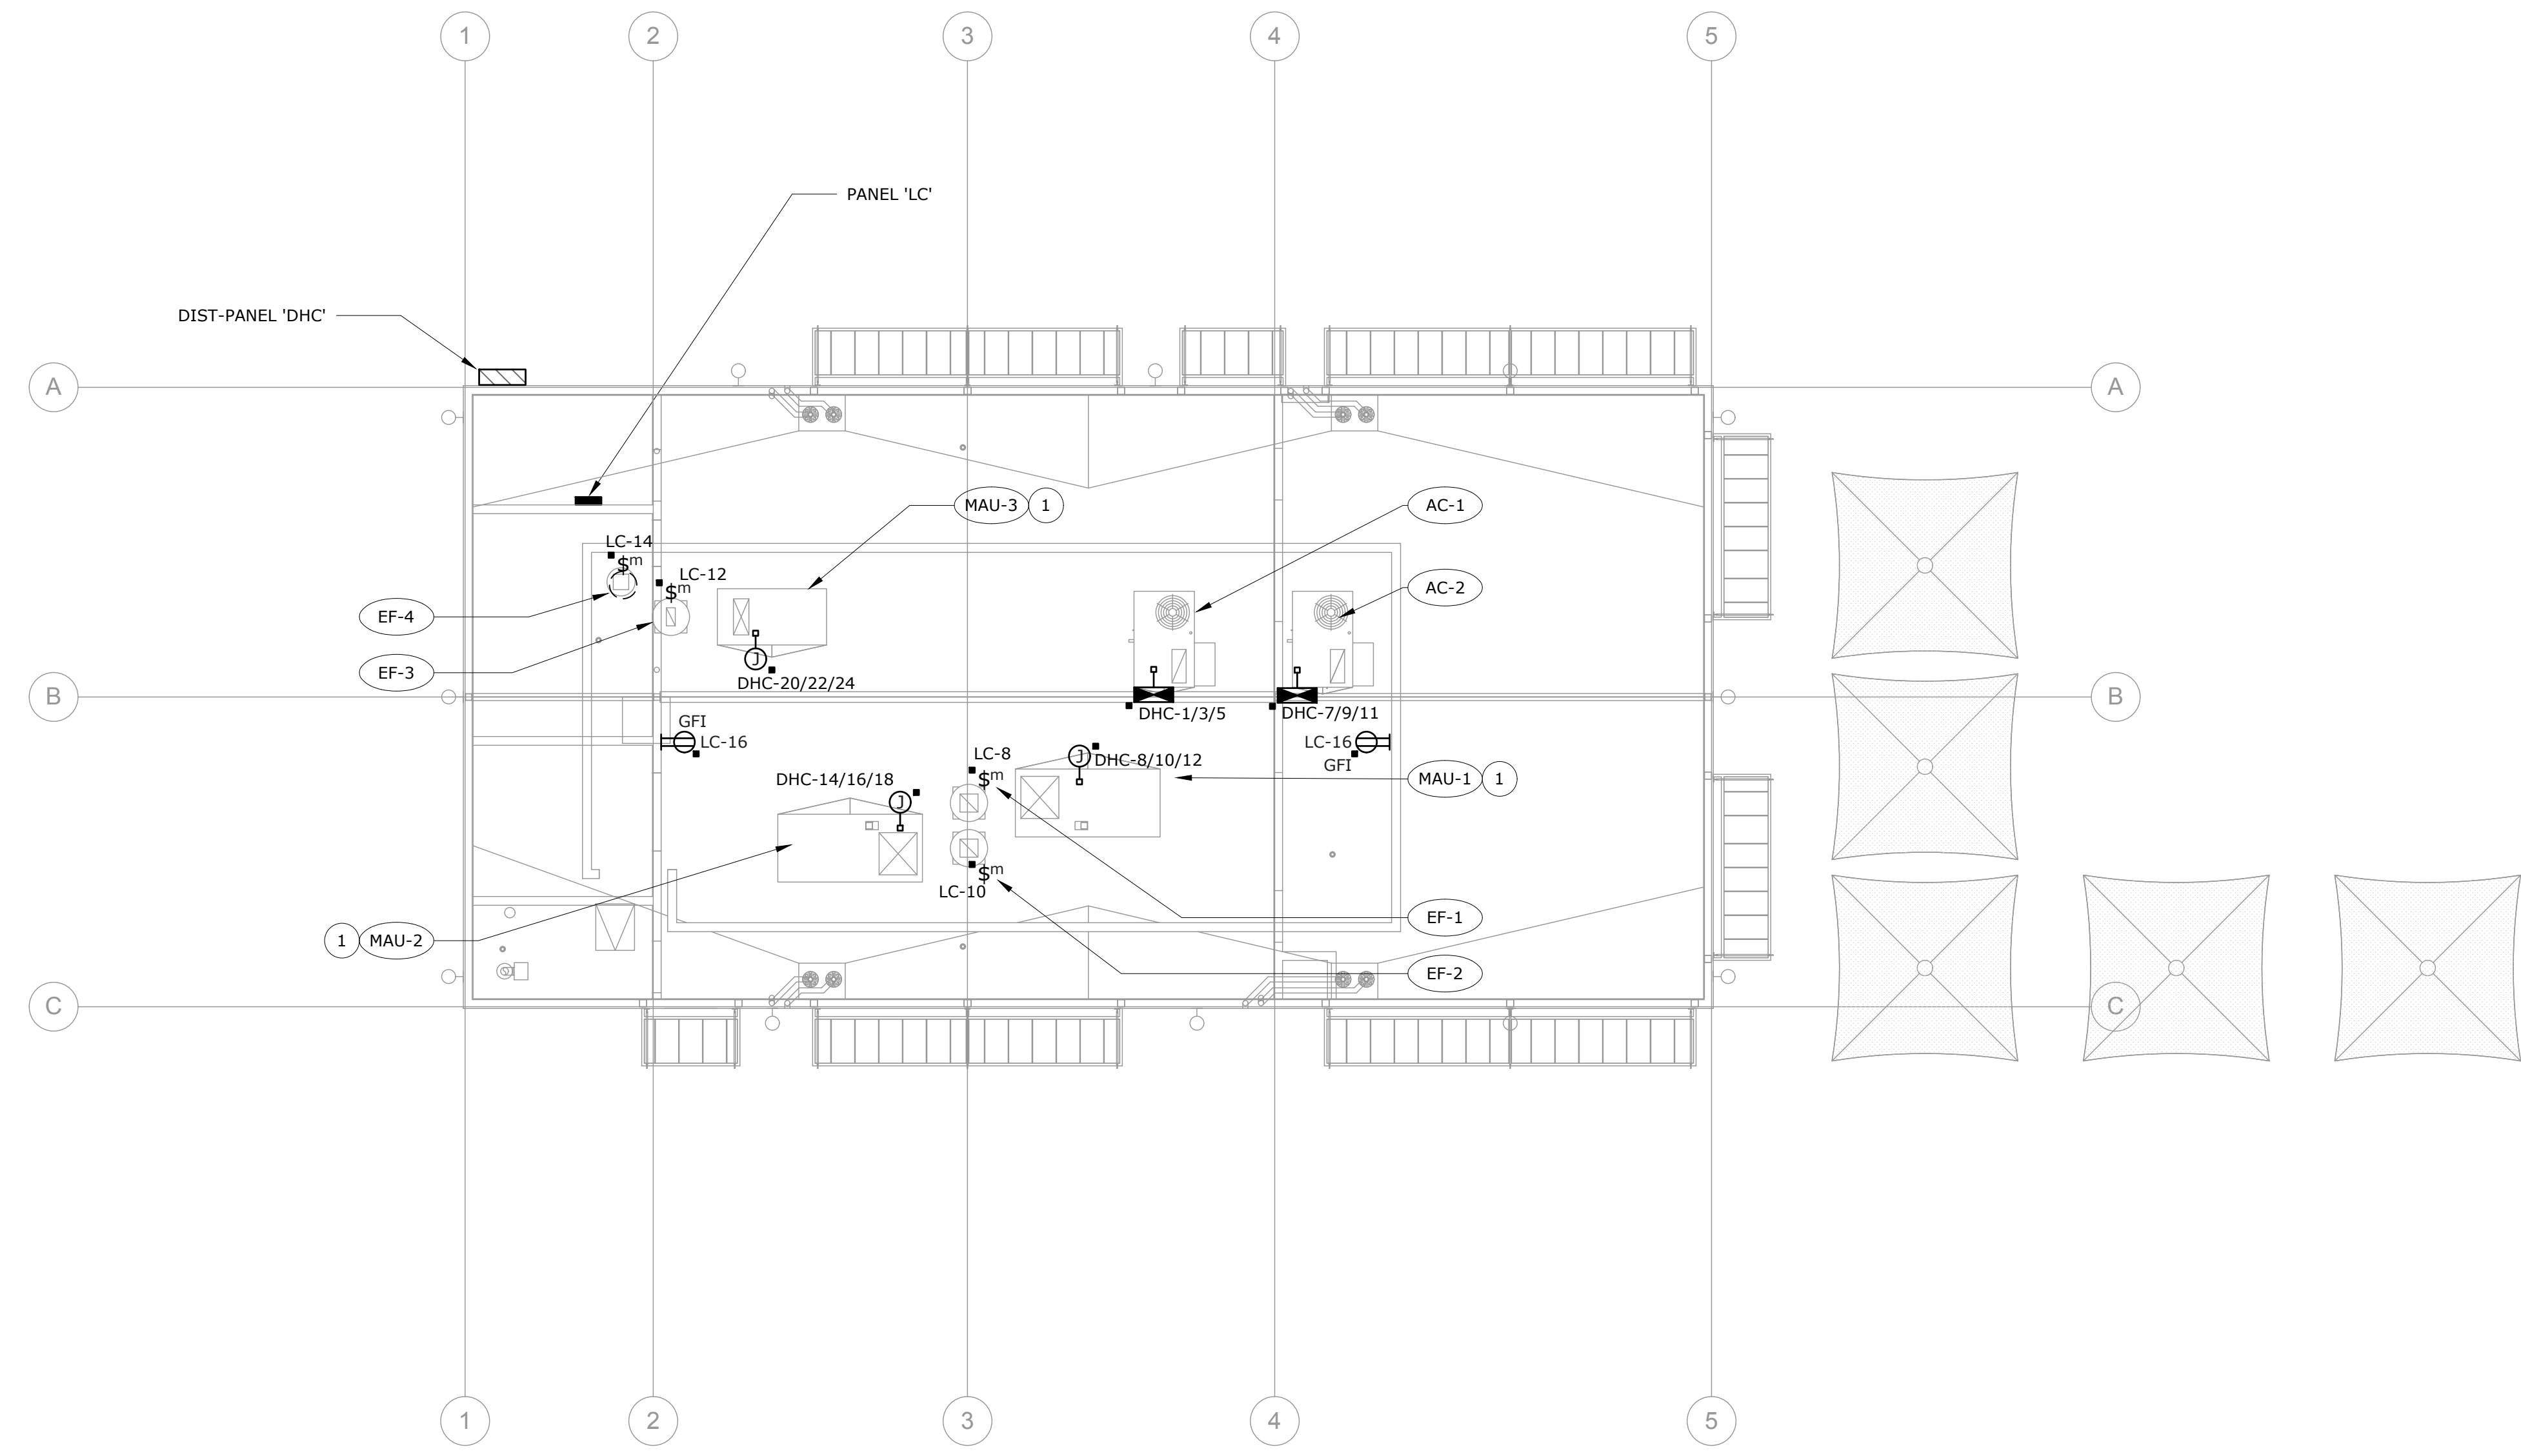 1
2
3
4
5
PANEL 'LC'
DIST-PANEL 'DHC'
A
A
MAU-3
1
AC-1
LC-14
$m
LC-12
$m
AC-2
EF-4
EF-3
J
DHC-20/22/24
B
B
DHC-1/3/5
DHC-7/9/11
GFI
LC-16
LC-16
GFI
LC-8
$m
J
DHC-8/10/12
MAU-1
1
DHC-14/16/18
J
$m
LC-10
EF-1
1
MAU-2
EF-2
C
C
1
2
3
4
5